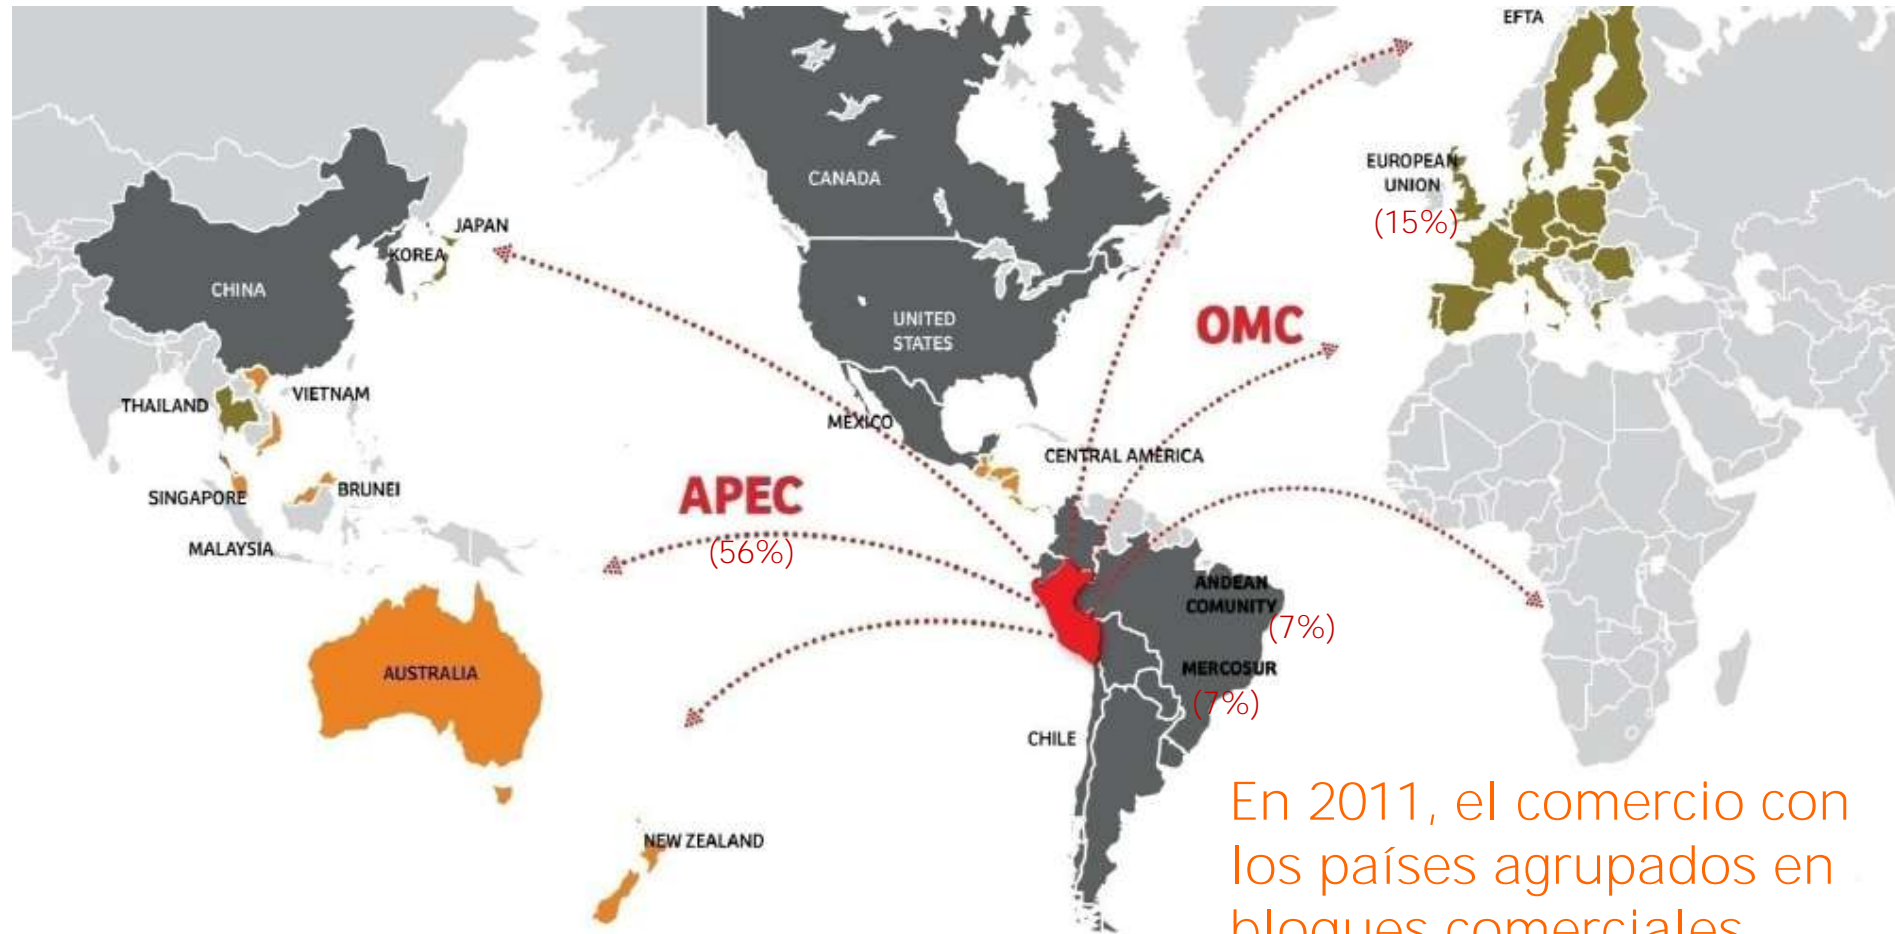 EFTA
EUROPEAN
UNION
(15%)
CANADA
JAPAN
KOREA
CHINA
UNITED
STATES
OMC
VIETNAM
THAILAND
MEXICO
CENTRAL AMERICA
SINGAPORE
BRUNEI
APEC
(56%)
MALAYSIA
ANDEAN
COMUNITY
(7%)
AUSTRALIA
MERCOSUR
(7%)
CHILE
NEW ZEALAND
En 2011, el comercio con
los países agrupados en
bloques comerciales